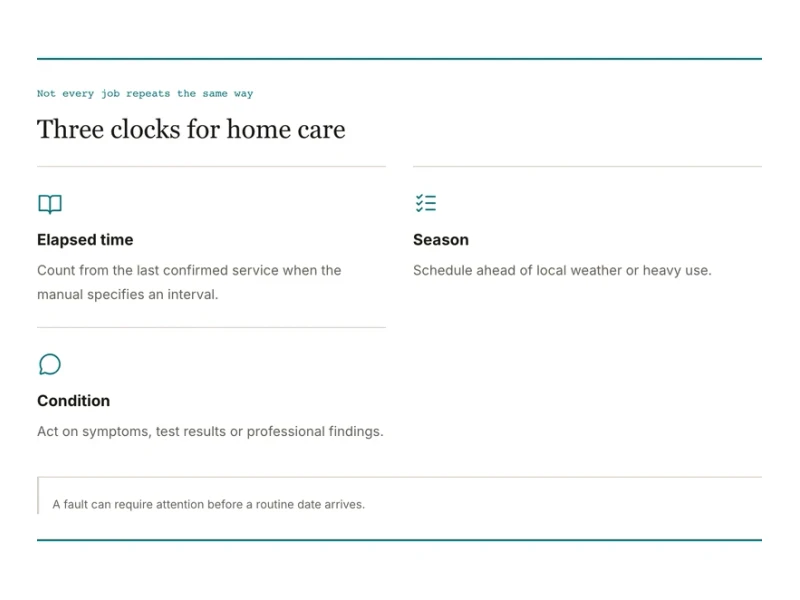 Not every job repeats the same way
Three clocks for home care
Elapsed time
Count from the last confirmed service when the
manual specifies an interval.
Season
Schedule ahead of local weather or heavy use.
Condition
Act on symptoms, test results or professional findings.
A fault can require attention before a routine date arrives.